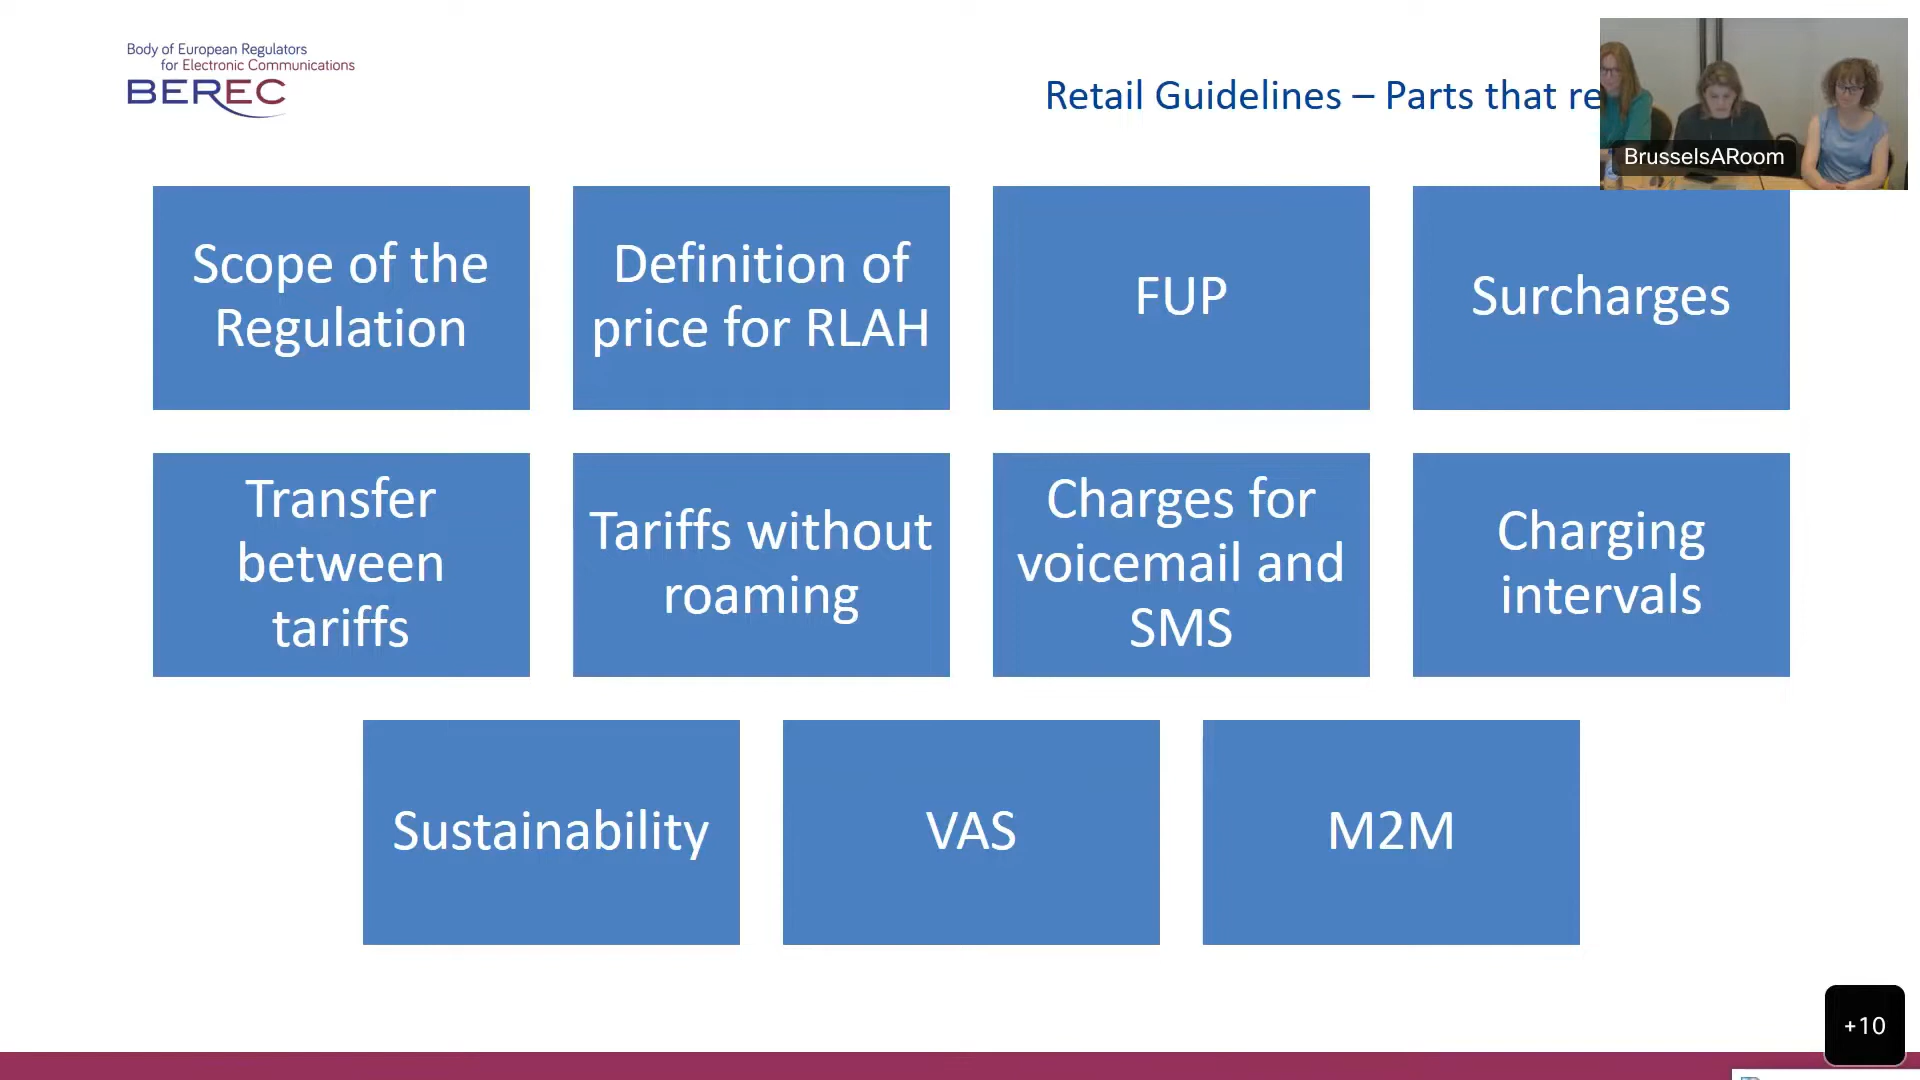 Body of European Regulators
for Electronic Communications
BEREC
Retail Guidelines – Parts that re
BrusselsARoom
Scope of the
Regulation
Definition of
price for RLAH
FUP
Surcharges
Transfer
between
tariffs
Tariffs without
roaming
Charges for
voicemail and
SMS
Charging
intervals
Sustainability
VAS
M2M
+10